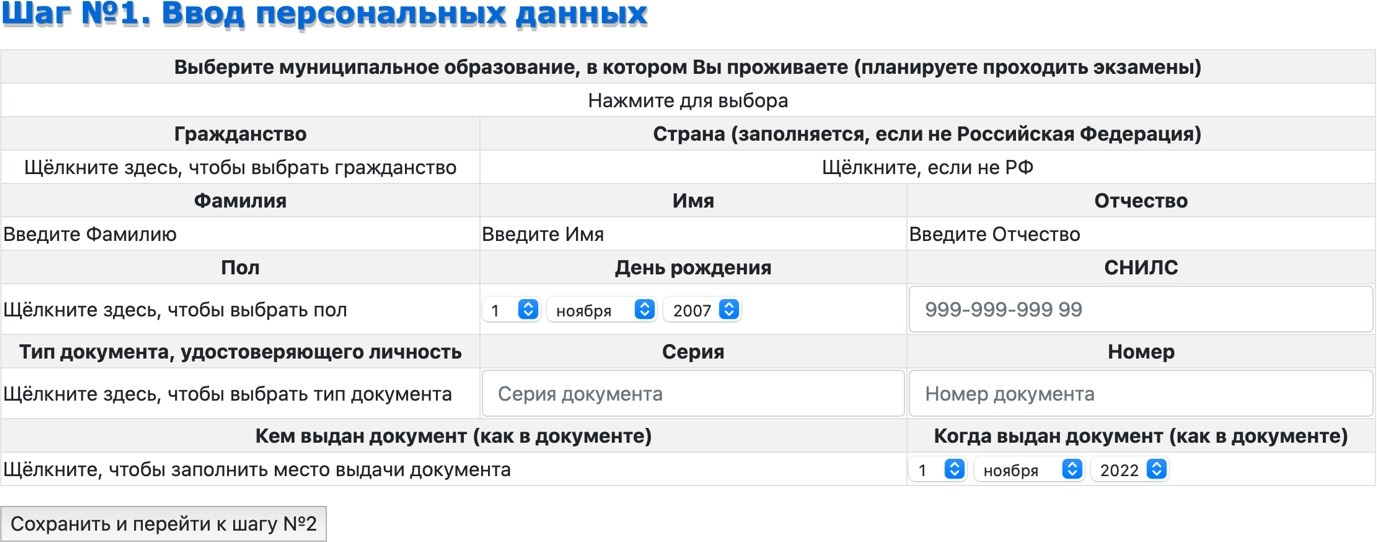 Шаг №1. Ввод персональных данных
Выберите муниципальное образование, в котором Вы проживаете (планируете проходить экзамены)
Нажмите для выбора
Гражданство Страна (заполняется, если не Российская Федерация)
Щёлкните здесь, чтобы выбрать гражданство Щёлкните, если не РФ
Фамилия Имя Отчество
Введите Фамилию Введите Имя Введите Отчество
Пол День рождения СНИЛС
Щёлкните здесь, чтобы выбрать пол 1 ноября 2007 999-999-999 99
Тип документа, удостоверяющего личность Серия Номер
Щёлкните здесь, чтобы выбрать тип документа Серия документа Номер документа
Кем выдан документ (как в документе) Когда выдан документ (как в документе)
Щёлкните, чтобы заполнить место выдачи документа 1 ноября 2022
Сохранить и перейти к шагу №2